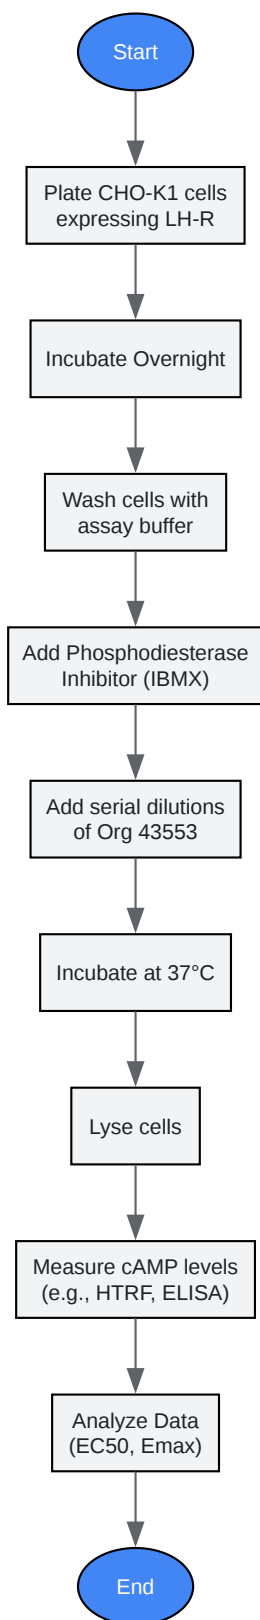 Start
Plate CHO-K1 cells
expressing LH-R
Incubate Overnight
Wash cells with
assay buffer
Add Phosphodiesterase
Inhibitor (IBMX)
Add serial dilutions
of Org 43553
Incubate at 37°C
Lyse cells
Measure cAMP levels
(e.g., HTRF, ELISA)
Analyze Data
(EC50, Emax)
End